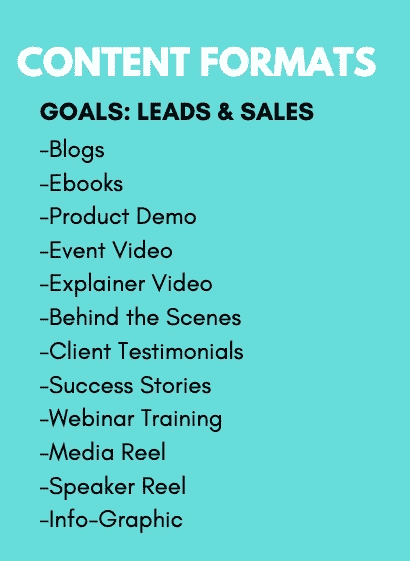 CONTENT FORMATS
GOALS: LEADS & SALES
-Blogs
-Ebooks
-Product Demo
-Event Video
-Explainer Video
-Behind the Scenes
-Client Testimonials
-Success Stories
-Webinar Training
-Media Reel
-Speaker Reel
-Info-Graphic